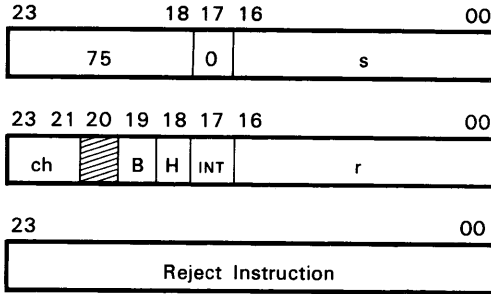 23 18 17 16 00
75 0 s
23 21 20 19 18 17 16 00
ch B H INT r
23 00
Reject Instruction